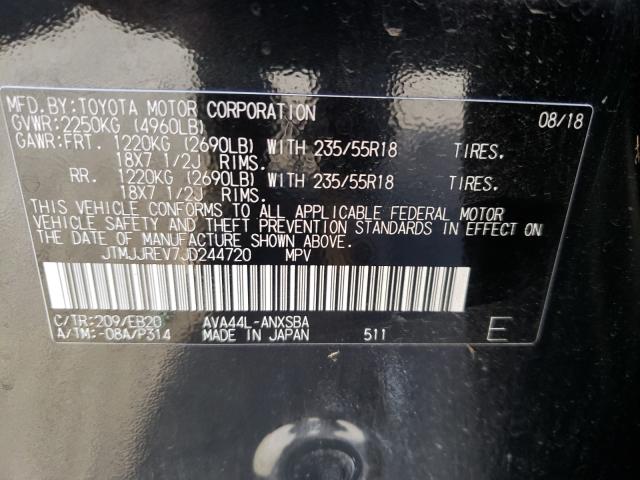 MFD. BY: TOYOTA MOTOR CORPORATION 08/18
GVWR: 2250KG (4960LB)
GAWR: FRT. 1220KG (2690LB) WITH 235/55R18 TIRES.
18X7 1/2J RIMS.
RR. 1220KG (2690LB) WITH 235/55R18 TIRES.
18X7 1/2J RIMS.
THIS VEHICLE CONFORMS TO ALL APPLICABLE FEDERAL MOTOR
VEHICLE SAFETY AND THEFT PREVENTION STANDARDS IN EFFECT ON
THE DATE OF MANUFACTURE SHOWN ABOVE.
JTMJJREV7JD244720 MPV
C/TR: 209/EB20 AVA44L-ANXSBA
A/TM: -08A/P314 MADE IN JAPAN 511 E